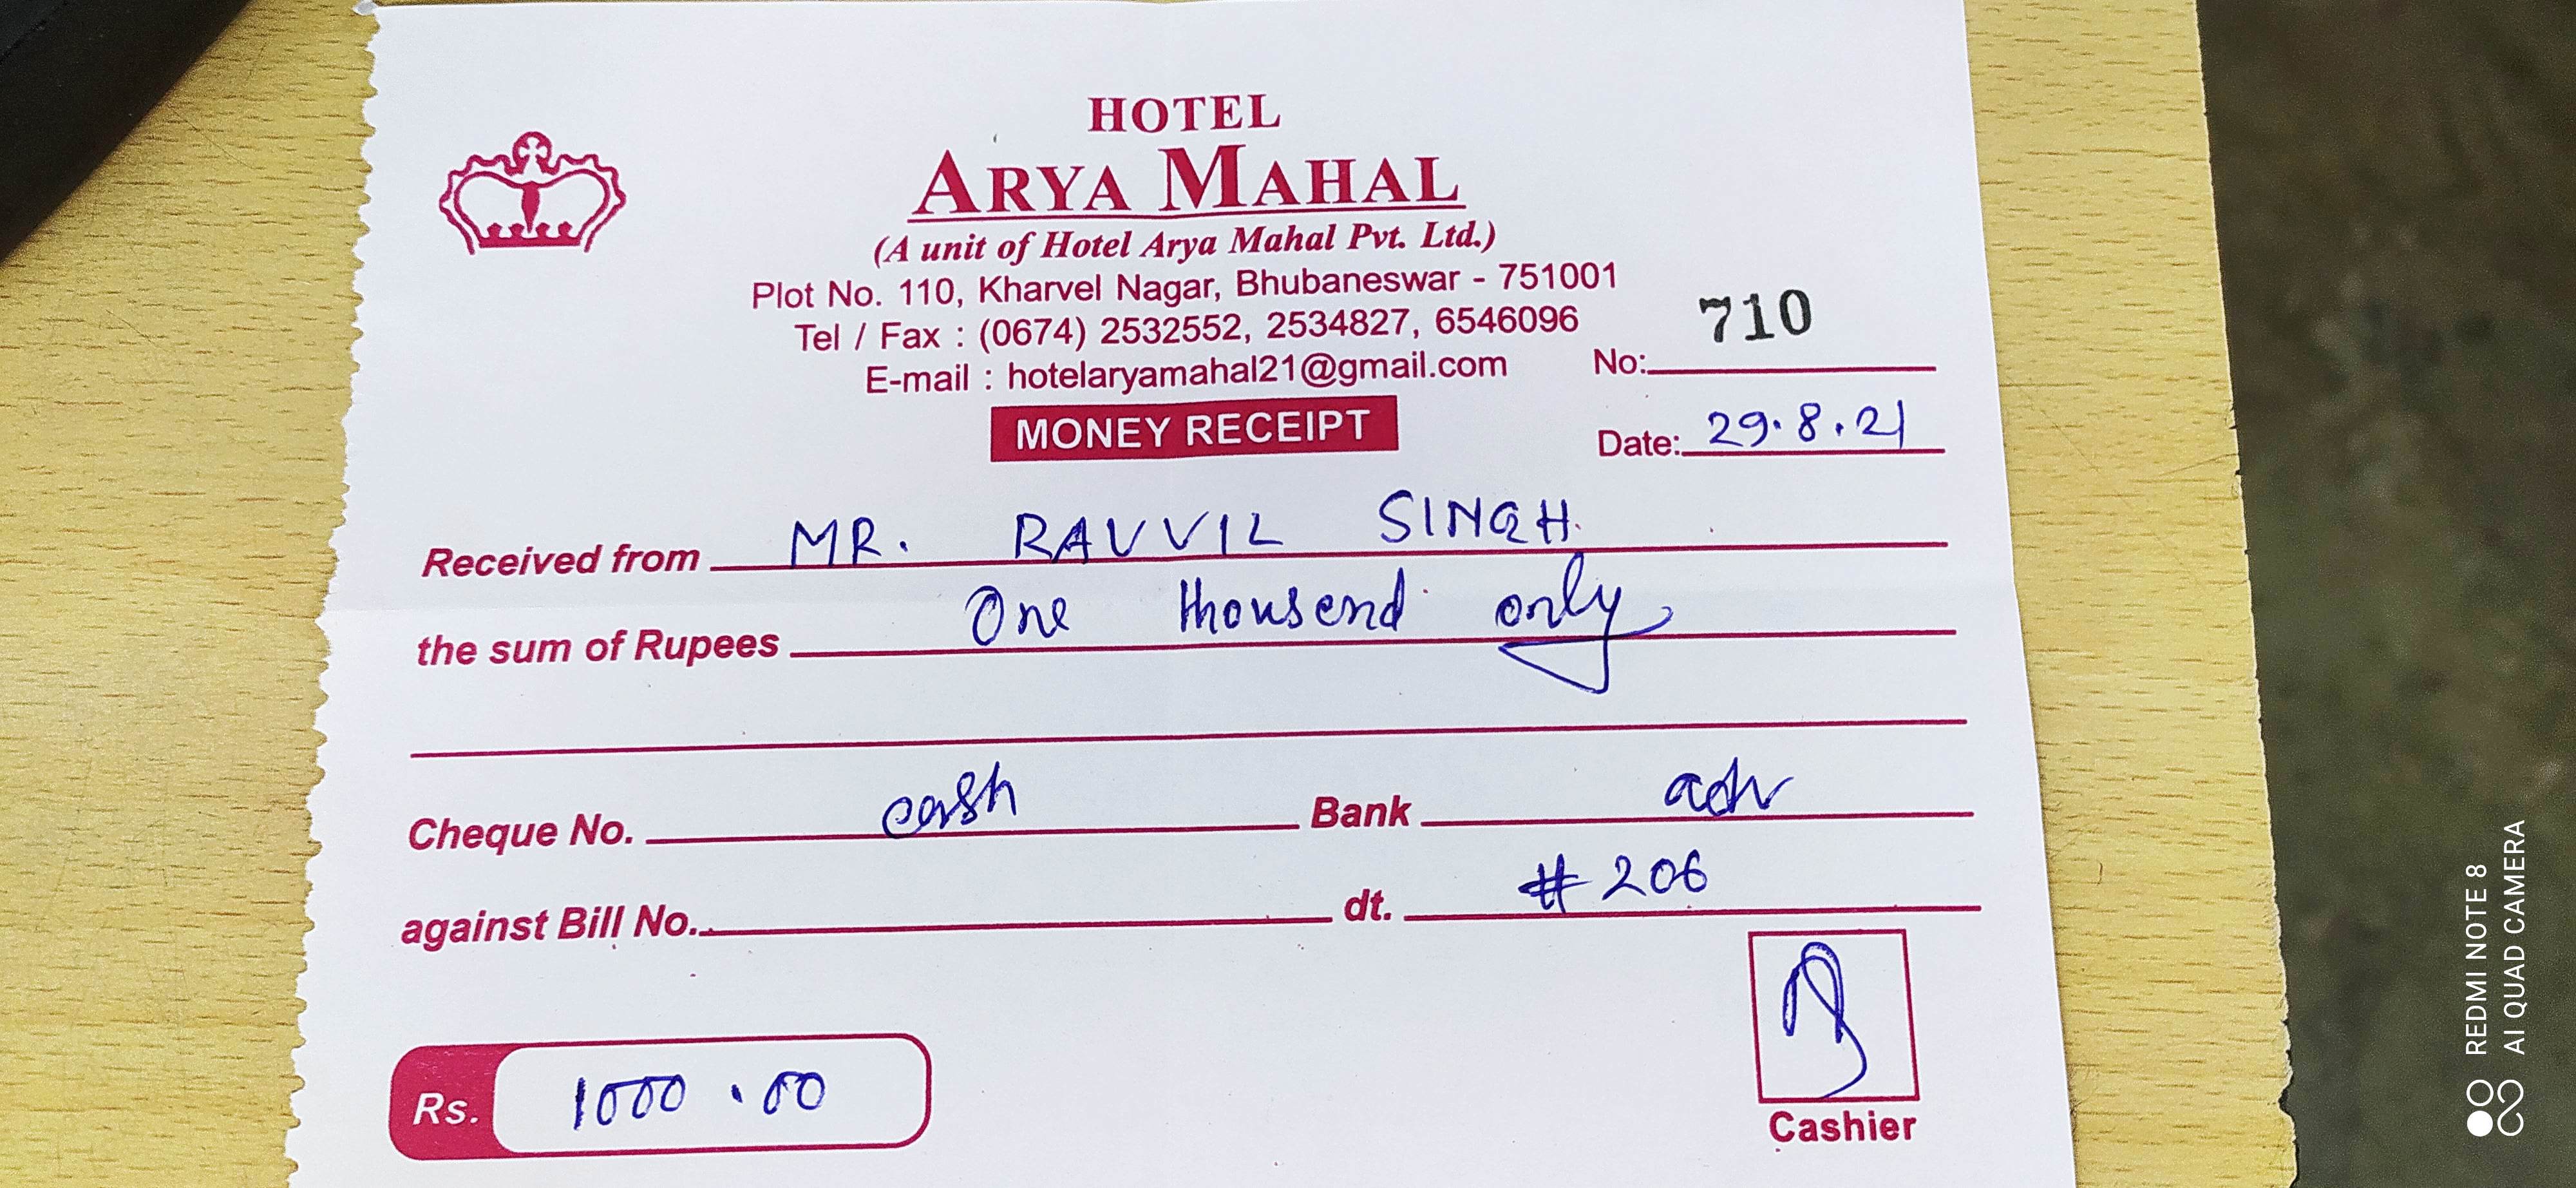 HOTEL
ARYA MAHAL
(A unit of Hotel Arya Mahal Pvt. Ltd.)
Plot No. 110, Kharvel Nagar, Bhubaneswar - 751001
Tel / Fax : (0674) 2532552, 2534827, 6546096
E-mail : hotelaryamahal21@gmail.com
No: 710
MONEY RECEIPT
Date: 29.8.21
Received from MR. RAVVIL SINGH.
the sum of Rupees One thousend only
Cheque No. cash Bank adv
against Bill No. dt. #206
Rs. 1000.00
Cashier
REDMI NOTE 8
AI QUAD CAMERA